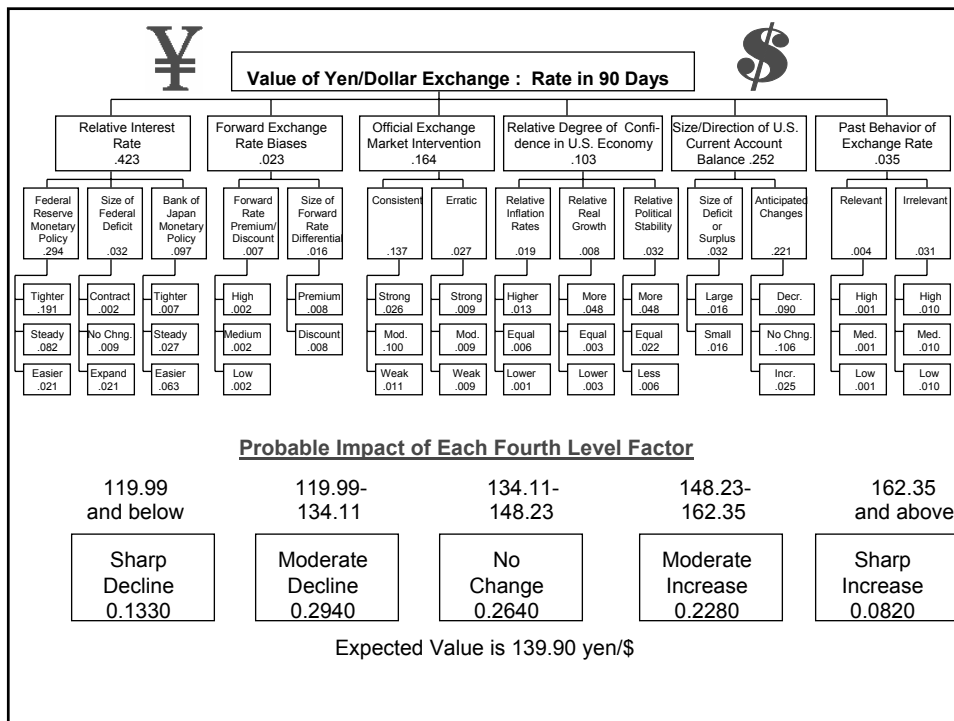 ¥
$
Value of Yen/Dollar Exchange : Rate in 90 Days
Relative Interest
Rate
.423
Forward Exchange
Rate Biases
.023
Official Exchange
Market Intervention
.164
Relative Degree of Confi-
dence in U.S. Economy
.103
Size/Direction of U.S.
Current Account
Balance .252
Past Behavior of
Exchange Rate
.035
Federal
Reserve
Monetary
Policy
.294
Size of
Federal
Deficit
.032
Bank of
Japan
Monetary
Policy
.097
Forward
Rate
Premium/
Discount
.007
Size of
Forward
Rate
Differential
.016
Consistent
.137
Erratic
.027
Relative
Inflation
Rates
.019
Relative
Real
Growth
.008
Relative
Political
Stability
.032
Size of
Deficit
or
Surplus
.032
Anticipated
Changes
.221
Relevant
.004
Irrelevant
.031
Tighter
.191
Contract
.002
Tighter
.007
High
.002
Premium
.008
Strong
.026
Strong
.009
Higher
.013
More
.048
More
.048
Large
.016
Decr.
.090
High
.001
High
.010
Steady
.082
No Chng.
.009
Steady
.027
Medium
.002
Discount
.008
Mod.
.100
Mod.
.009
Equal
.006
Equal
.003
Equal
.022
Small
.016
No Chng.
.106
Med.
.001
Med.
.010
Easier
.021
Expand
.021
Easier
.063
Low
.002
Weak
.011
Weak
.009
Lower
.001
Lower
.003
Less
.006
Incr.
.025
Low
.001
Low
.010
Probable Impact of Each Fourth Level Factor
119.99
and below
119.99-
134.11
134.11-
148.23
148.23-
162.35
162.35
and above
Sharp
Decline
0.1330
Moderate
Decline
0.2940
No
Change
0.2640
Moderate
Increase
0.2280
Sharp
Increase
0.0820
Expected Value is 139.90 yen/$